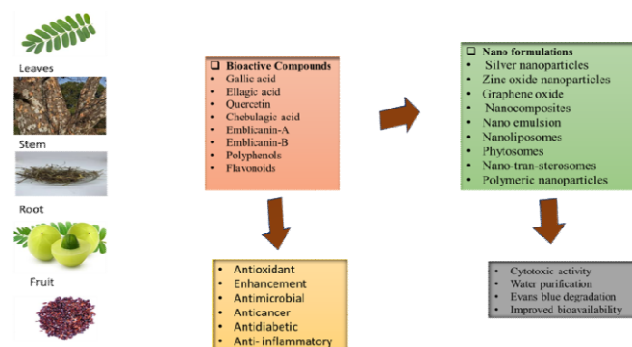 Leaves
Stem
Root
Fruit
❑ Bioactive Compounds
• Gallic acid
• Ellagic acid
• Quercetin
• Chebulagic acid
• Emblicanin-A
• Emblicanin-B
• Polyphenols
• Flavonoids
❑ Nano formulations
• Silver nanoparticles
• Zinc oxide nanoparticles
• Graphene oxide
• Nanocomposites
• Nano emulsion
• Nanoliposomes
• Phytosomes
• Nano-tran-sterosomes
• Polymeric nanoparticles
• Antioxidant
• Enhancement
• Antimicrobial
• Anticancer
• Antidiabetic
• Anti- inflammatory
• Cytotoxic activity
• Water purification
• Evans blue degradation
• Improved bioavailability